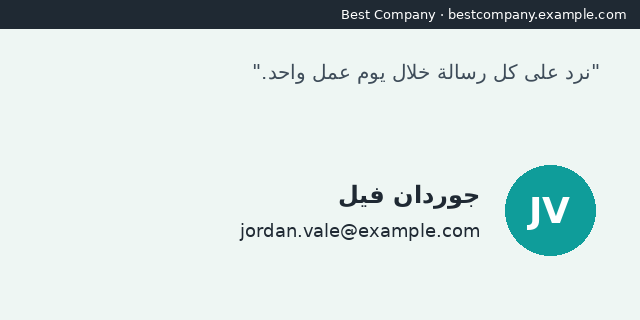 Best Company · bestcompany.example.com
"نرد على كل رسالة خلال يوم عمل واحد."
JV
جوردان فيل
jordan.vale@example.com